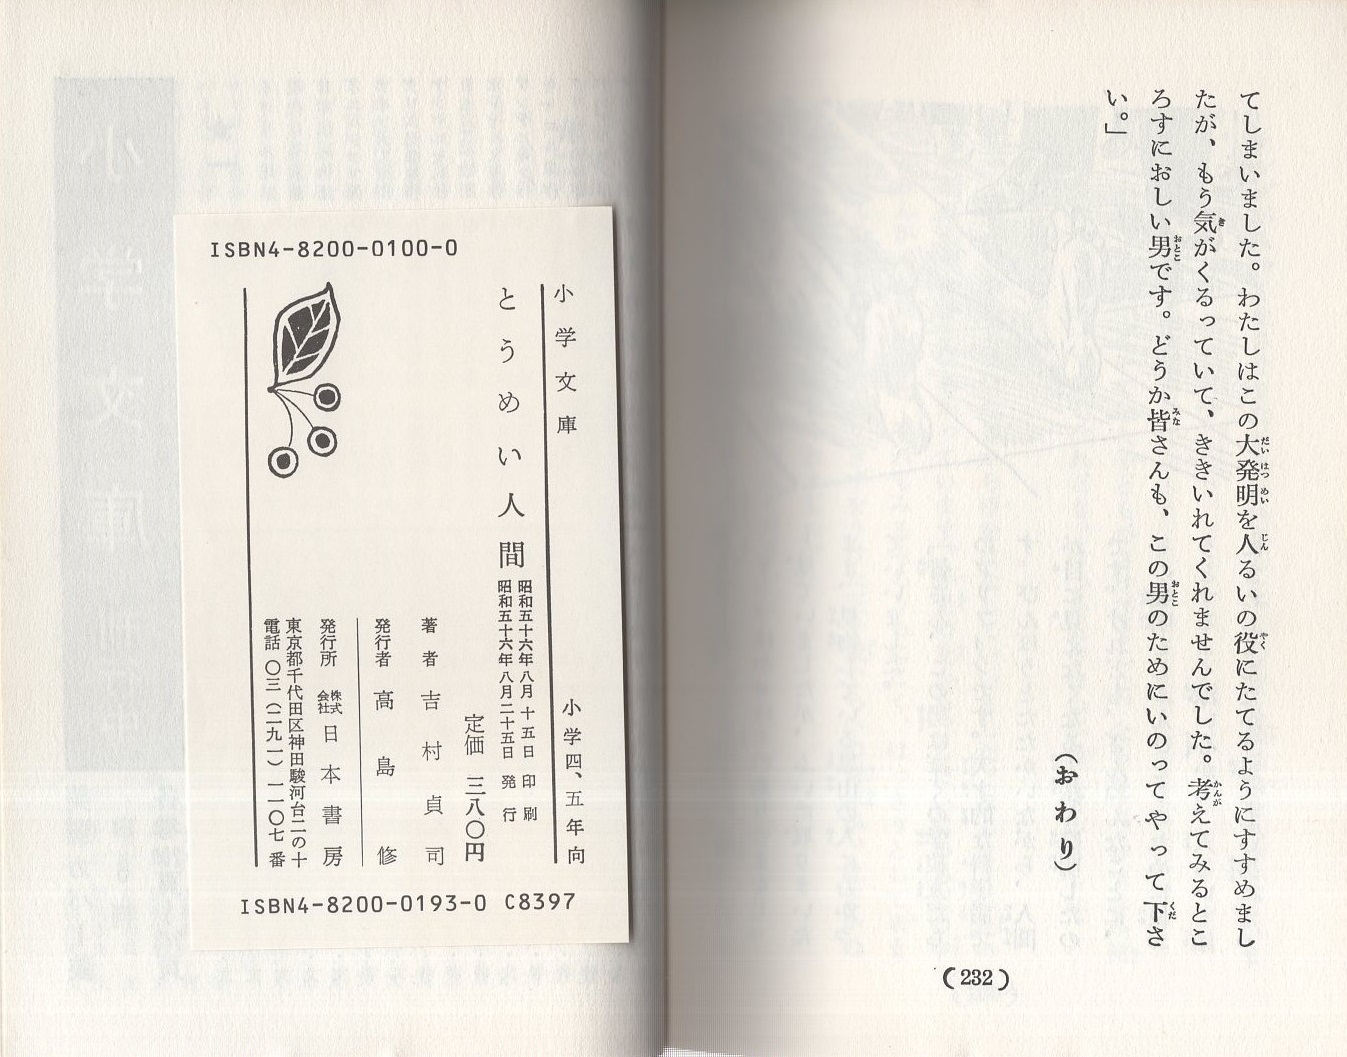 てしまいました。わたしはこの大発明を人るいの役にたてるようにすすめまし
たが、もう気がくるっていて、ききいれてくれませんでした。考えてみるとこ
ろすにおしい男です。どうか皆さんも、この男のためにいのってやって下さ
い。」
(おわり)
(232)
ISBN4-8200-0100-0
小学文庫
小学四、五年向
とうめい人間
昭和五十六年八月十五日印刷
昭和五十六年八月二十五日発行
定価 三八〇円
著者 吉村貞司
発行者 高島修
発行所 株式会社 日本書房
東京都千代田区神田駿河台二の十
電話 〇三(二九一)一一〇七番
ISBN4-8200-0193-0 C8397